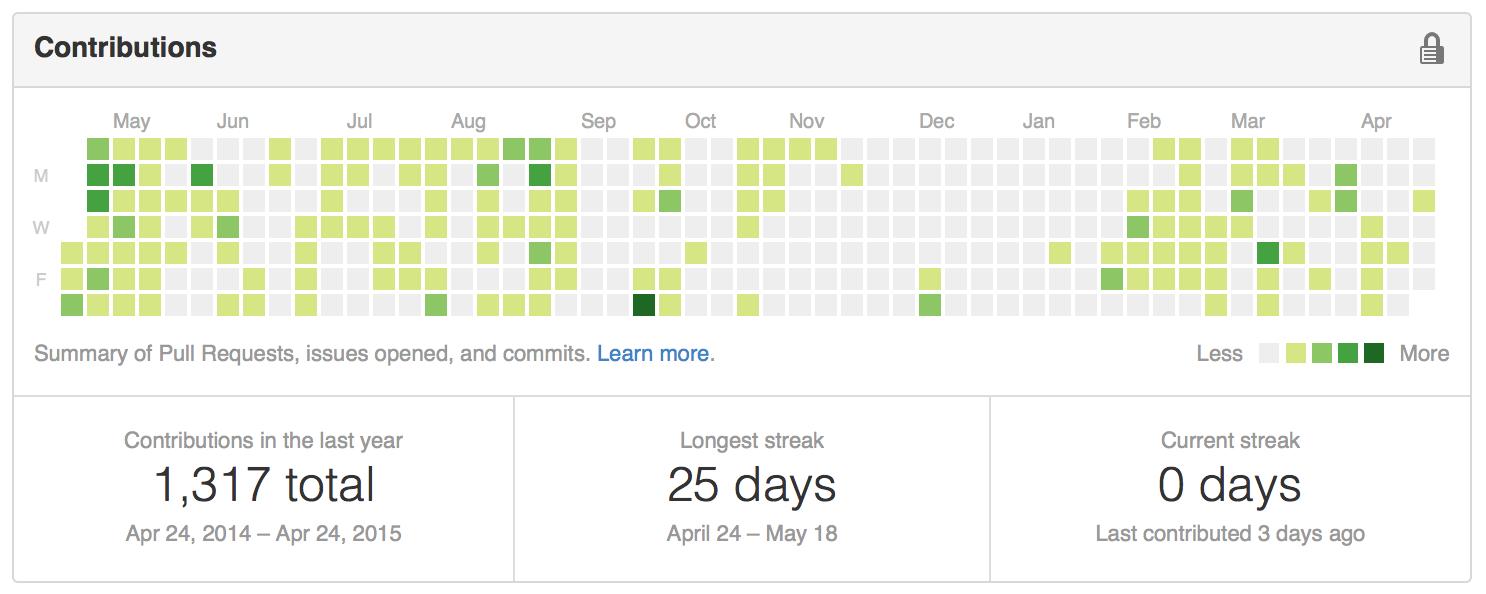 Contributions
May Jun Jul Aug Sep Oct Nov Dec Jan Feb Mar Apr
M
W
F
Summary of Pull Requests, issues opened, and commits. Learn more. Less More
Contributions in the last year
1,317 total
Apr 24, 2014 – Apr 24, 2015
Longest streak
25 days
April 24 – May 18
Current streak
0 days
Last contributed 3 days ago